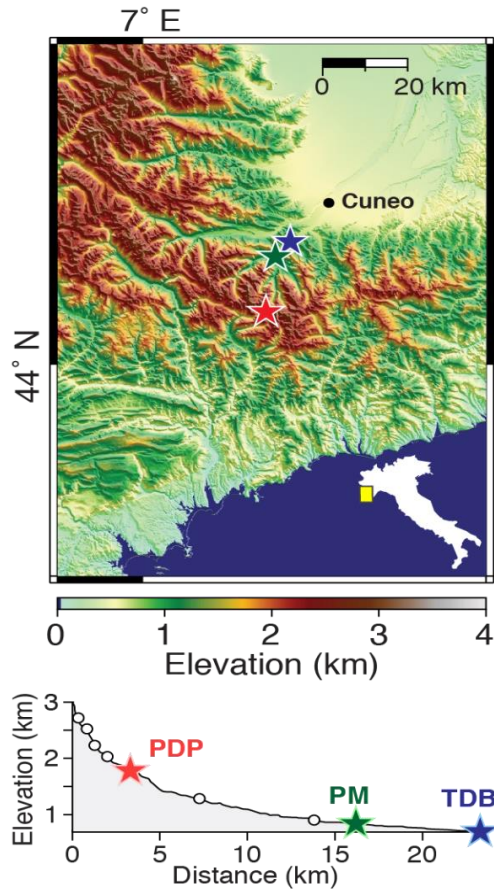 7° E
0 20 km
Cuneo
44° N
0 1 2 3 4
Elevation (km)
3
2
1
Elevation (km)
PDP
PM
TDB
0 5 10 15 20
Distance (km)